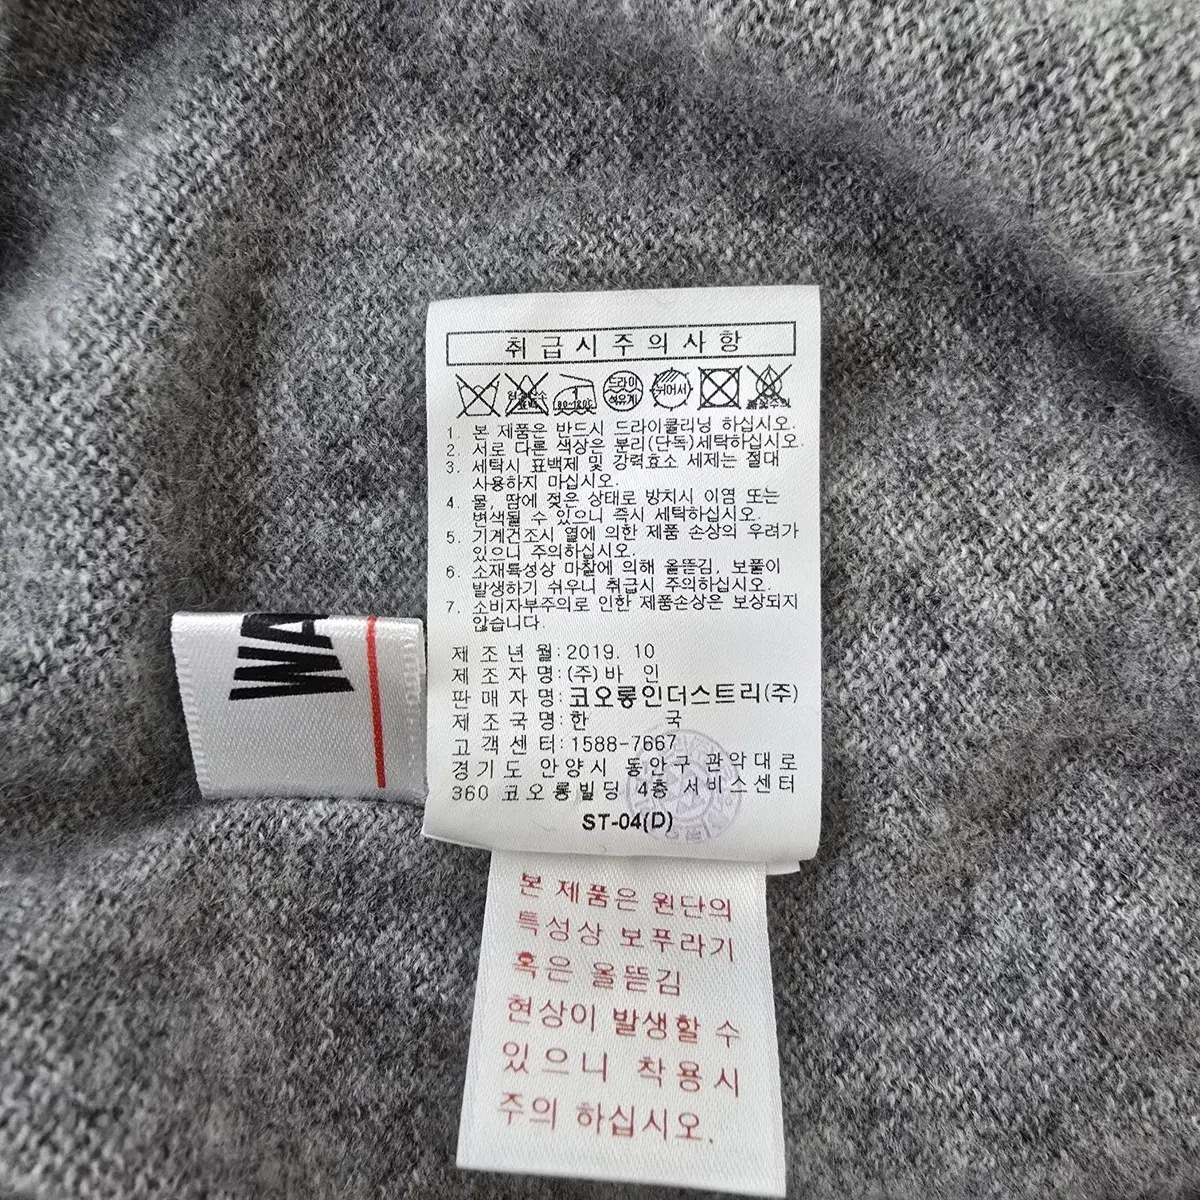 취급시주의사항
드라이
석유계
뉘어서
80~120℃
1. 본 제품은 반드시 드라이클리닝 하십시오.
2. 서로 다른 색상은 분리(단독)세탁하십시오.
3. 세탁시 표백제 및 강력효소 세제는 절대
사용하지 마십시오.
4. 물, 땀에 젖은 상태로 방치시 이염 또는
변색될 수 있으니 즉시 세탁하십시오.
5. 기계건조시 열에 의한 제품 손상의 우려가
있으니 주의하십시오.
6. 소재특성상 마찰에 의해 올뜯김, 보풀이
발생하기 쉬우니 취급시 주의하십시오.
7. 소비자부주의로 인한 제품손상은 보상되지
않습니다.
제 조 년 월: 2019. 10
제 조 자 명: (주)바 인
판 매 자 명: 코오롱인더스트리(주)
제 조 국 명: 한 국
고 객 센 터: 1588-7667
경기도 안양시 동안구 관악대로
360 코오롱빌딩 4층 서비스센터
ST-04(D)
WA
본 제품은 원단의
특성상 보푸라기
혹은 올뜯김
현상이 발생할 수
있으니 착용시
주의 하십시오.